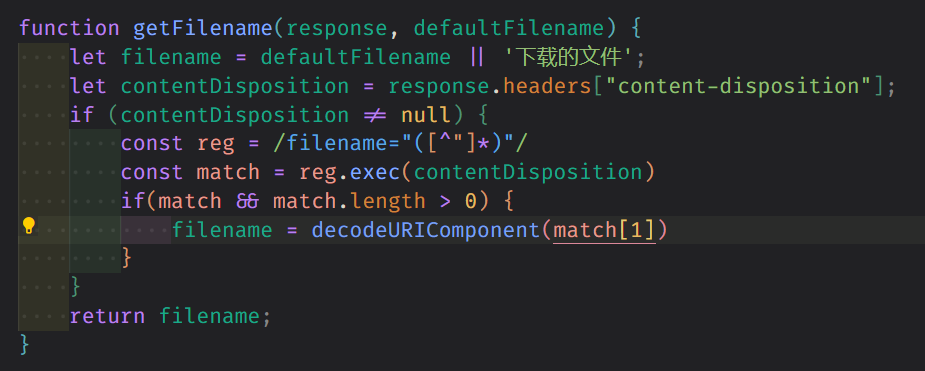 function getFilename(response, defaultFilename) {
    let filename = defaultFilename || '下载的文件';
    let contentDisposition = response.headers["content-disposition"];
    if (contentDisposition != null) {
        const reg = /filename="([^"]*)"/
        const match = reg.exec(contentDisposition)
        if(match && match.length > 0) {
            filename = decodeURIComponent(match[1])
        }
    }
    return filename;
}